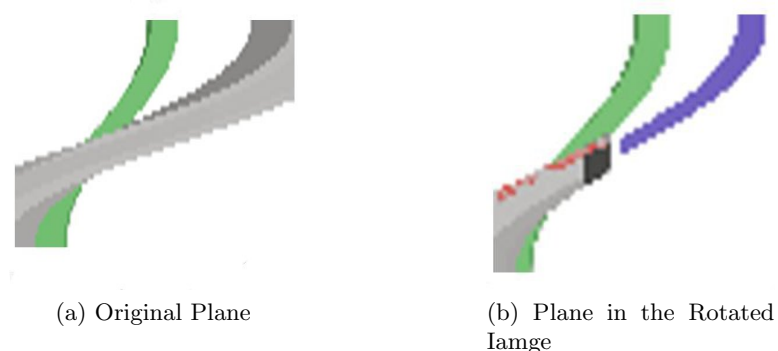 (a) Original Plane
(b) Plane in the Rotated
Iamge